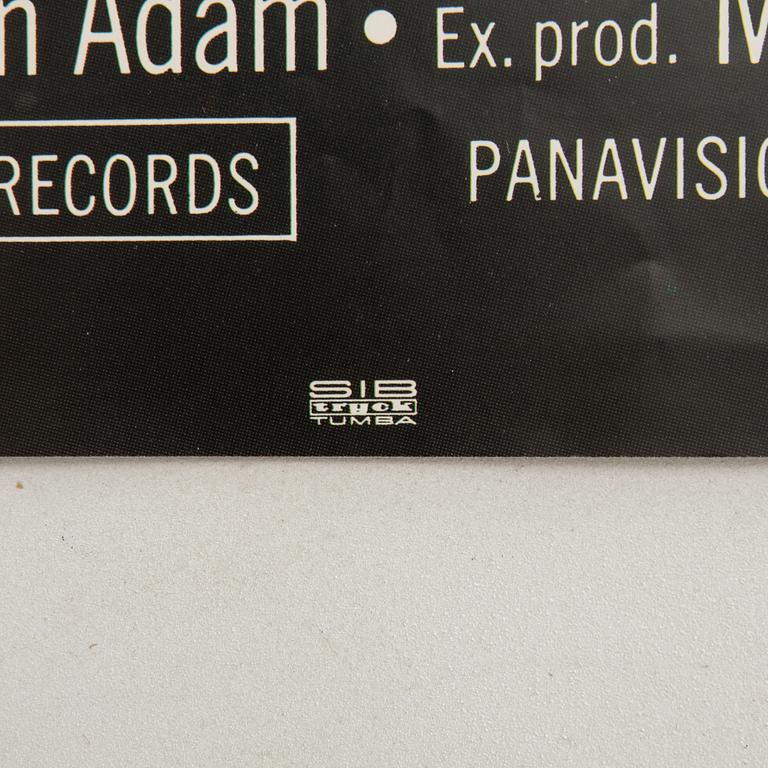 Adam • Ex. prod.
RECORDS
PANAVISIO
SIB
tryck
TUMBA